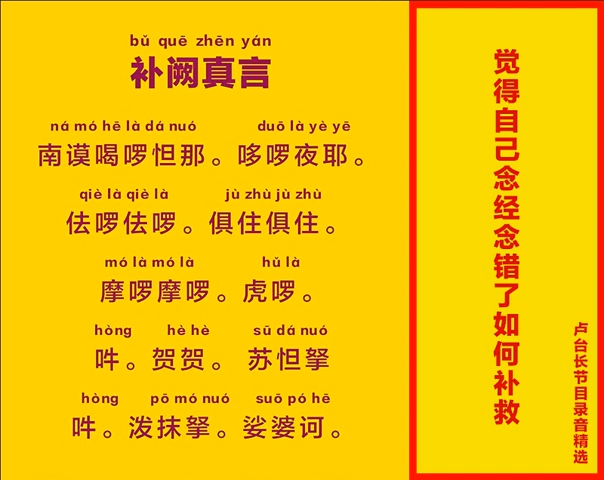 bǔ quē zhēn yán
补阙真言
ná mó hē là dá nuó duō là yè yē
南谟喝啰怛那。哆啰夜耶。
qiè là qiè là jù zhù jù zhù
佉啰佉啰。俱住俱住。
mó là mó là hǔ là
摩啰摩啰。虎啰。
hòng hè hè sū dá nuó
吽。贺贺。苏怛拏
hòng pō mó nuó suō pó hē
吽。泼抹拏。娑婆诃。
觉得自己念经念错了如何补救
卢台长节目录音精选